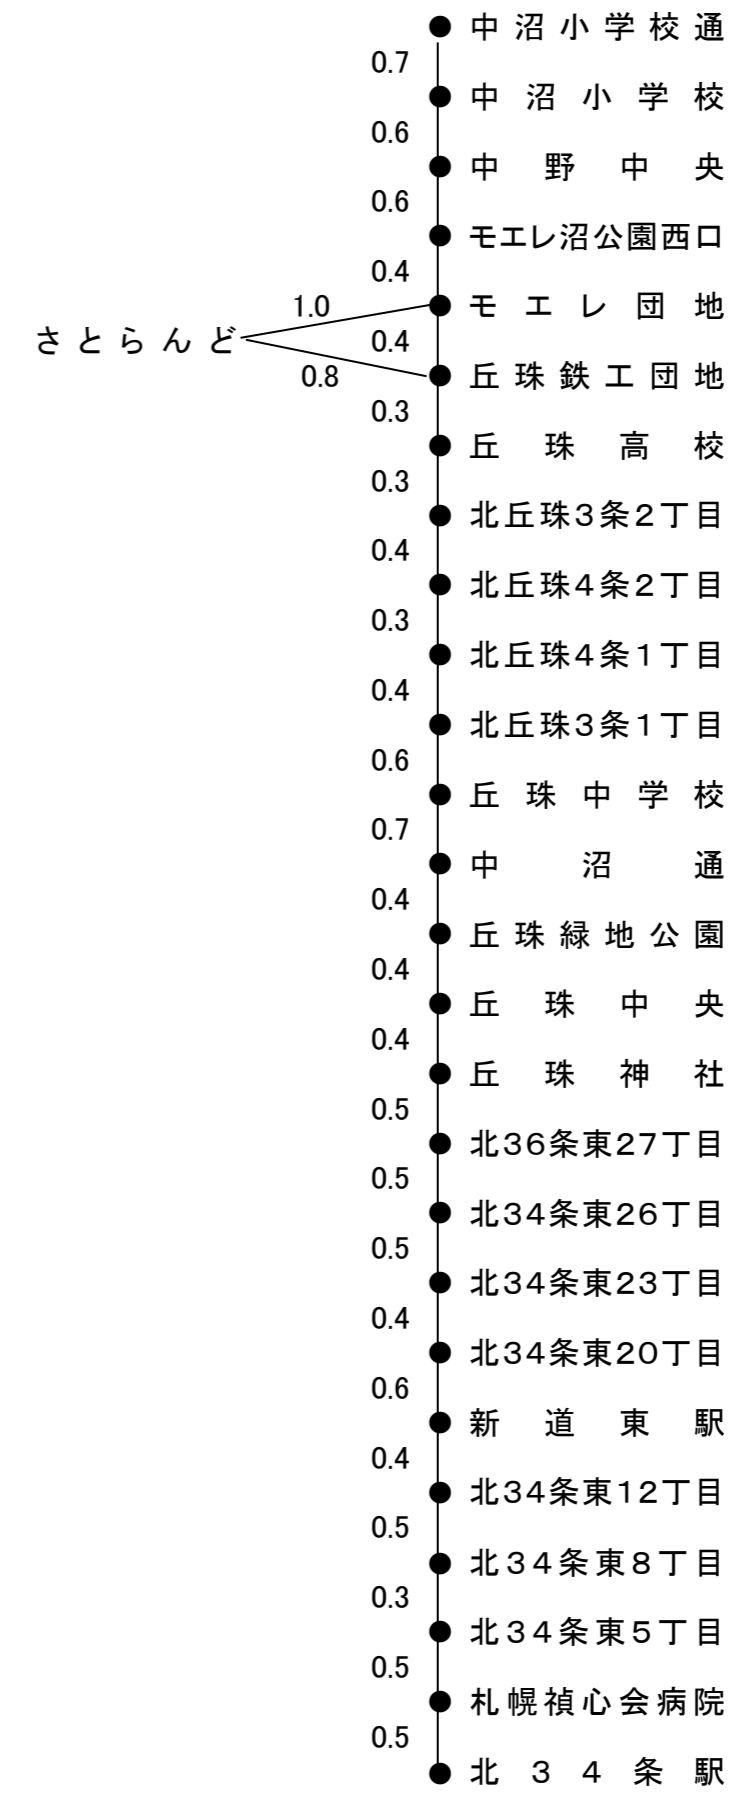 中沼小学校通
0.7
中沼小学校
0.6
中野中央
0.6
モエレ沼公園西口
0.4
モエレ団地
1.0
さとらんど
0.4
0.8
丘珠鉄工団地
0.3
丘珠高校
0.3
北丘珠3条2丁目
0.4
北丘珠4条2丁目
0.3
北丘珠4条1丁目
0.4
北丘珠3条1丁目
0.6
丘珠中学校
0.7
中沼通
0.4
丘珠緑地公園
0.4
丘珠中央
0.4
丘珠神社
0.5
北36条東27丁目
0.5
北34条東26丁目
0.5
北34条東23丁目
0.4
北34条東20丁目
0.6
新道東駅
0.4
北34条東12丁目
0.5
北34条東8丁目
0.3
北34条東5丁目
0.5
札幌禎心会病院
0.5
北34条駅